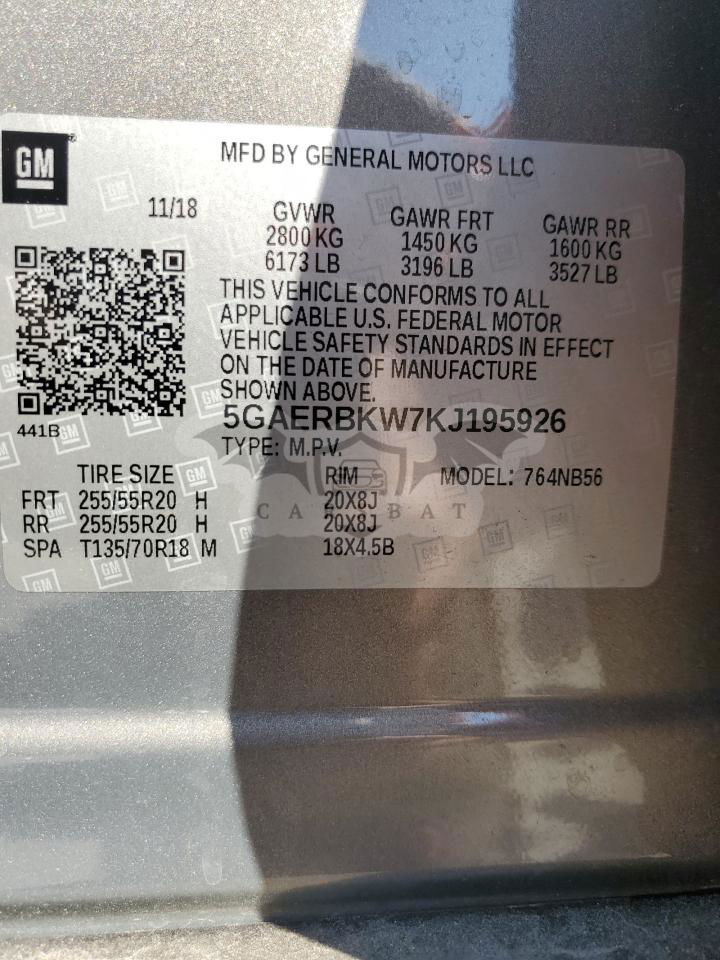 GM
MFD BY GENERAL MOTORS LLC
11/18
GVWR GAWR FRT GAWR RR
2800 KG 1450 KG 1600 KG
6173 LB 3196 LB 3527 LB
THIS VEHICLE CONFORMS TO ALL
APPLICABLE U.S. FEDERAL MOTOR
VEHICLE SAFETY STANDARDS IN EFFECT
ON THE DATE OF MANUFACTURE
SHOWN ABOVE.
441B
5GAERBKW7KJ195926
TYPE: M.P.V.
TIRE SIZE RIM MODEL: 764NB56
FRT 255/55R20 H 20X8J
RR 255/55R20 H 20X8J
SPA T135/70R18 M 18X4.5B